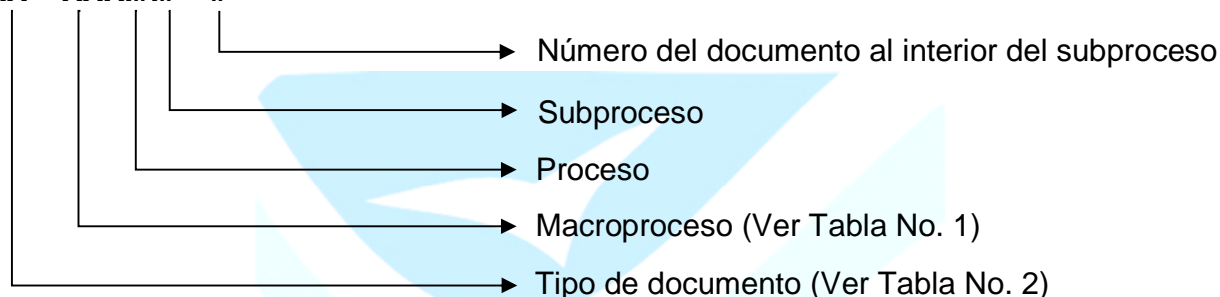 Número del documento al interior del subproceso
Subproceso
Proceso
Macroproceso (Ver Tabla No. 1)
Tipo de documento (Ver Tabla No. 2)